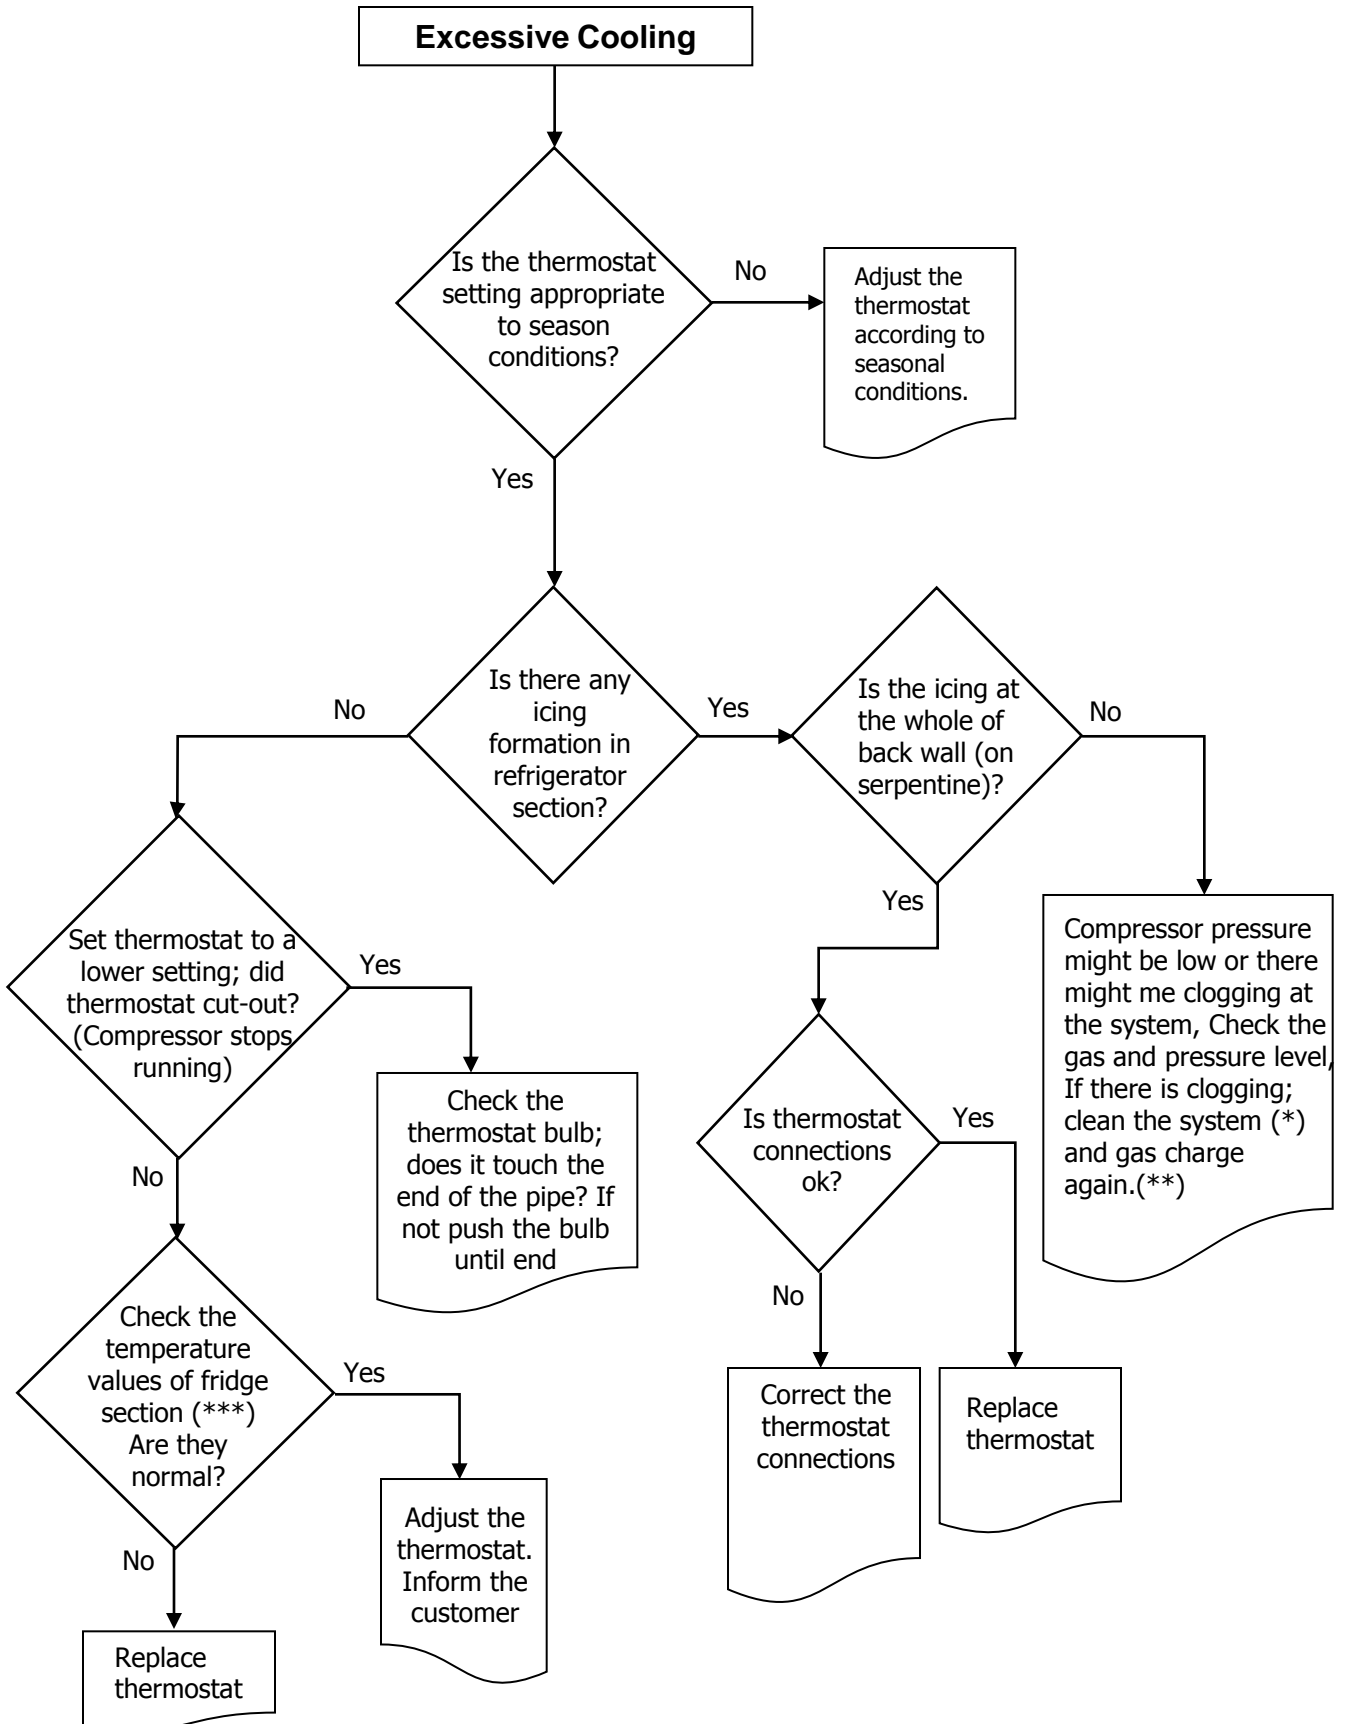 Excessive Cooling
Is the thermostat
setting appropriate
to season
conditions?
No
Adjust the
thermostat
according to
seasonal
conditions.
Yes
Is there any
icing
formation in
refrigerator
section?
No
Yes
Is the icing at
the whole of
back wall (on
serpentine)?
No
Yes
Set thermostat to a
lower setting; did
thermostat cut-out?
(Compressor stops
running)
Yes
No
Check the
thermostat bulb;
does it touch the
end of the pipe? If
not push the bulb
until end
Is thermostat
connections
ok?
Yes
No
Compressor pressure
might be low or there
might me clogging at
the system, Check the
gas and pressure level,
If there is clogging;
clean the system (*)
and gas charge
again.(**)
Check the
temperature
values of fridge
section (***)
Are they
normal?
Yes
No
Adjust the
thermostat.
Inform the
customer
Correct the
thermostat
connections
Replace
thermostat
Replace
thermostat